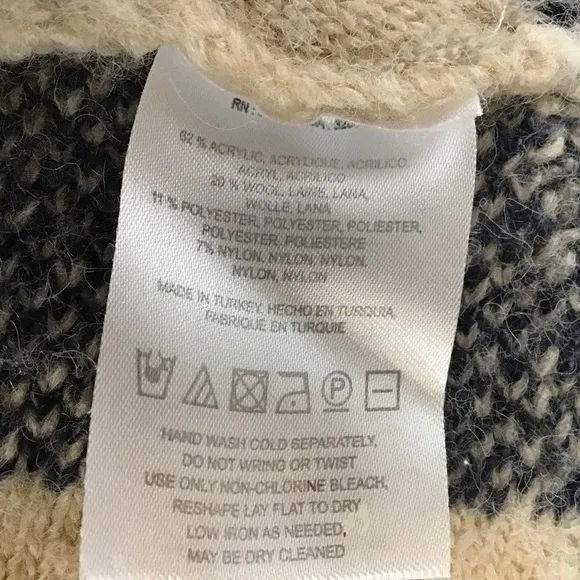 RN
62 % ACRYLIC, ACRYLIQUE, ACRILICO,
ACRYL, ACRILICO
20 % WOOL, LAINE, LANA,
WOLLE, LANA
11 % POLYESTER, POLYESTER, POLIESTER,
POLYESTER, POLIESTERE
7% NYLON, NYLON, NYLON,
NYLON, NYLON
MADE IN TURKEY, HECHO EN TURQUIA,
FABRIQUE EN TURQUIE
P
HAND WASH COLD SEPARATELY,
DO NOT WRING OR TWIST
USE ONLY NON-CHLORINE BLEACH,
RESHAPE LAY FLAT TO DRY
LOW IRON AS NEEDED,
MAY BE DRY CLEANED